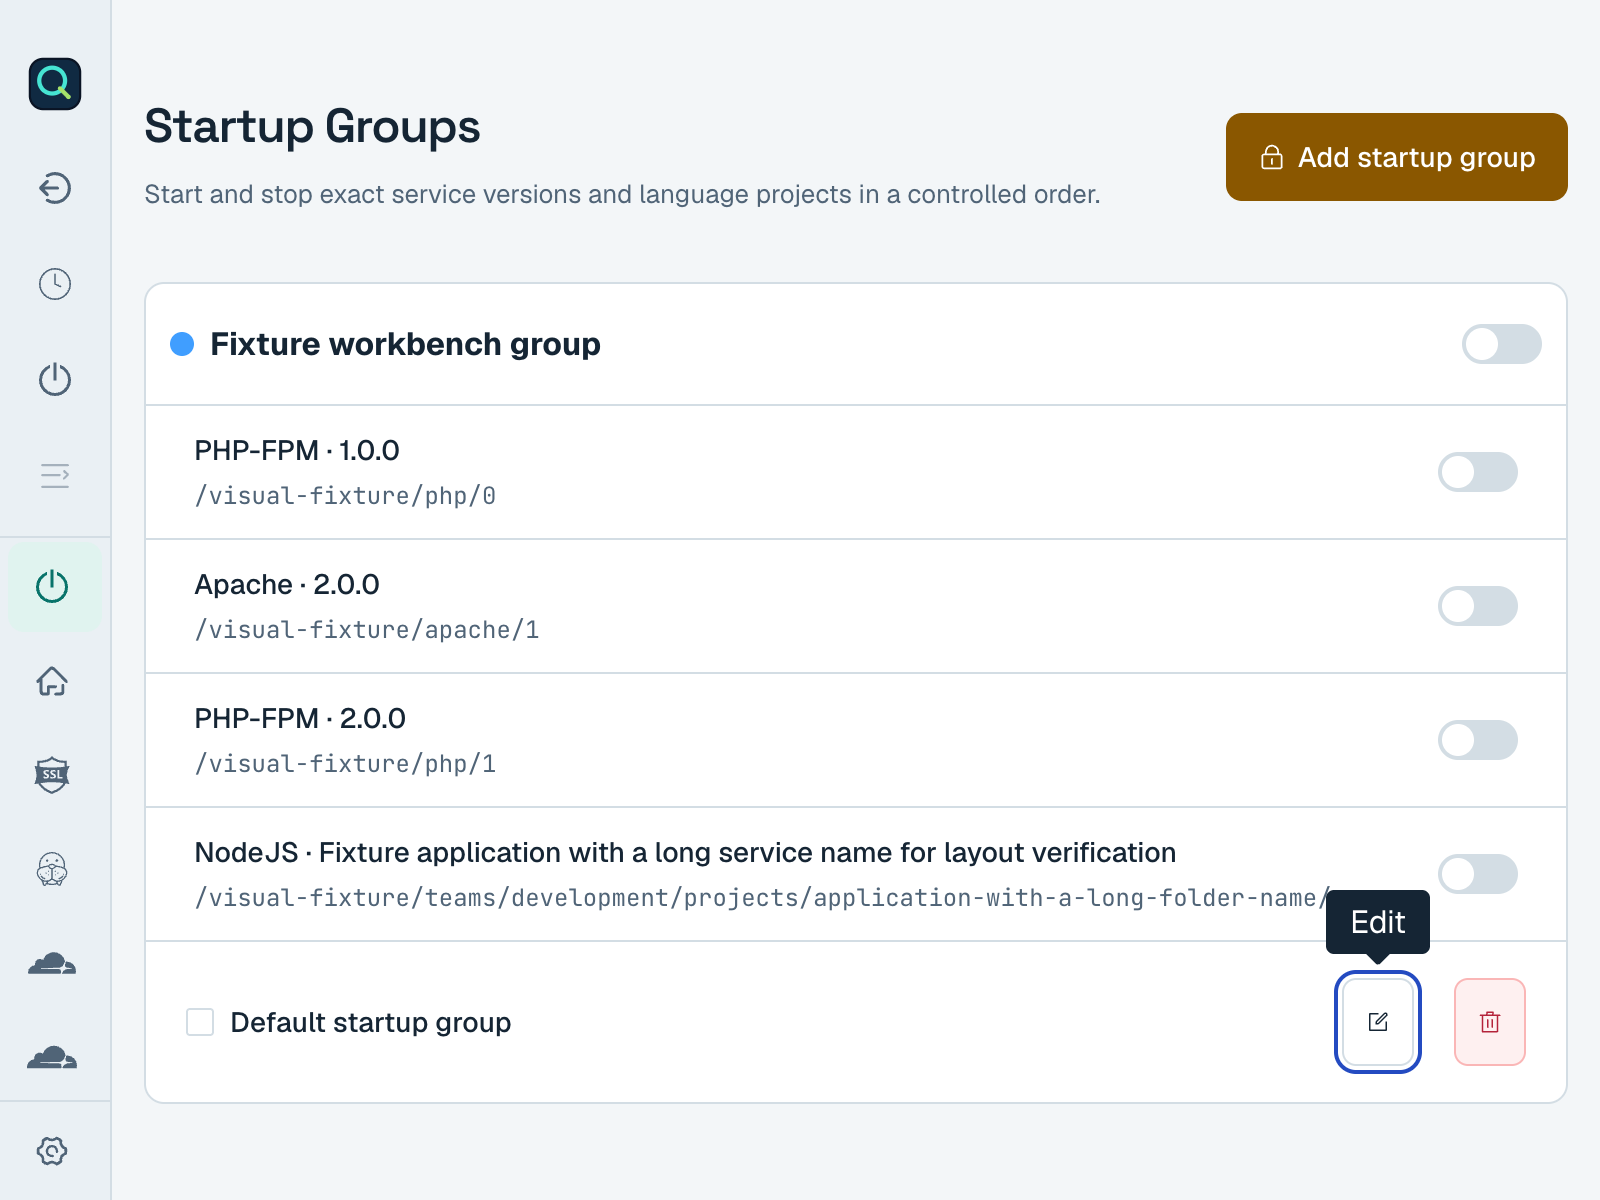 Startup Groups
Add startup group
Start and stop exact service versions and language projects in a controlled order.
Fixture workbench group
PHP-FPM · 1.0.0
/visual-fixture/php/0
Apache · 2.0.0
/visual-fixture/apache/1
PHP-FPM · 2.0.0
/visual-fixture/php/1
SSL
NodeJS · Fixture application with a long service name for layout verification
/visual-fixture/teams/development/projects/application-with-a-long-folder-name/
Edit
Default startup group